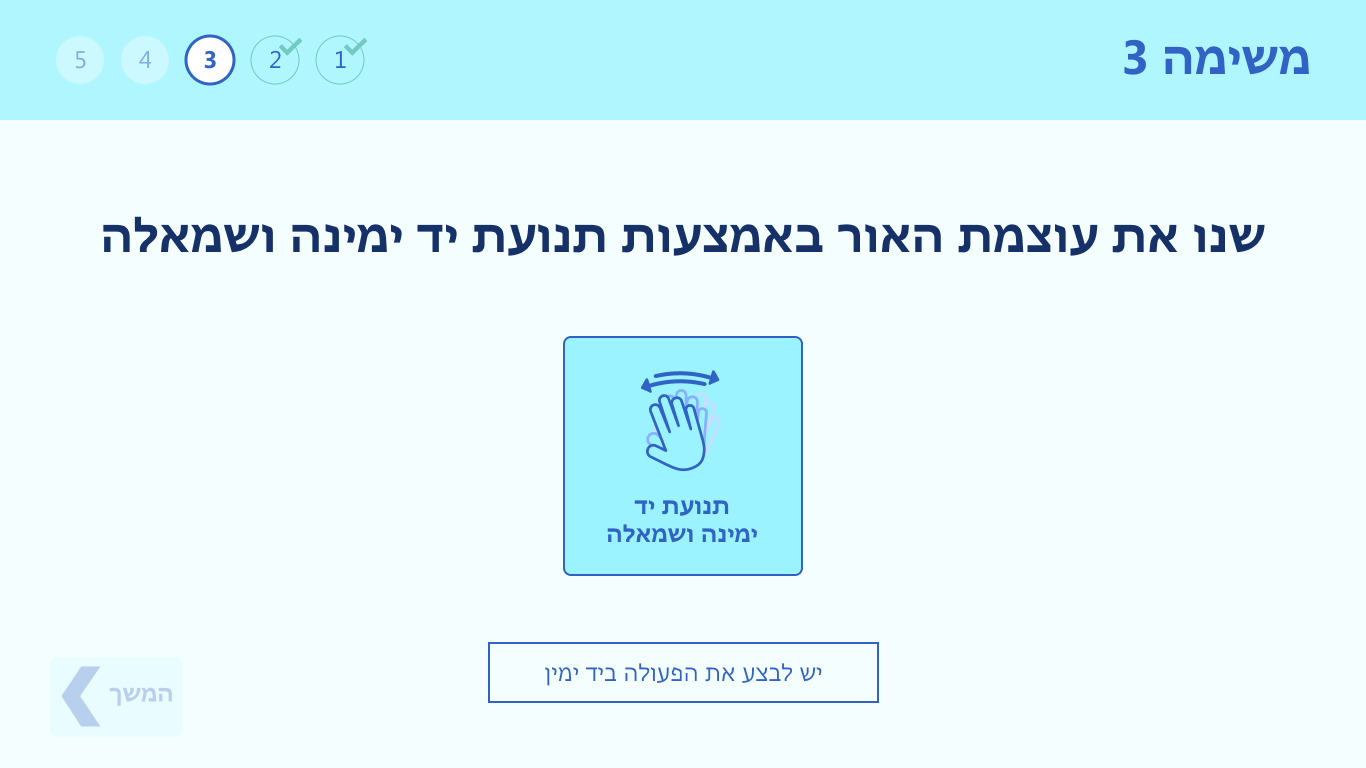 משימה 3
1 2 3 4 5
שנו את עוצמת האור באמצעות תנועת יד ימינה ושמאלה
תנועת יד
ימינה ושמאלה
יש לבצע את הפעולה ביד ימין
המשך